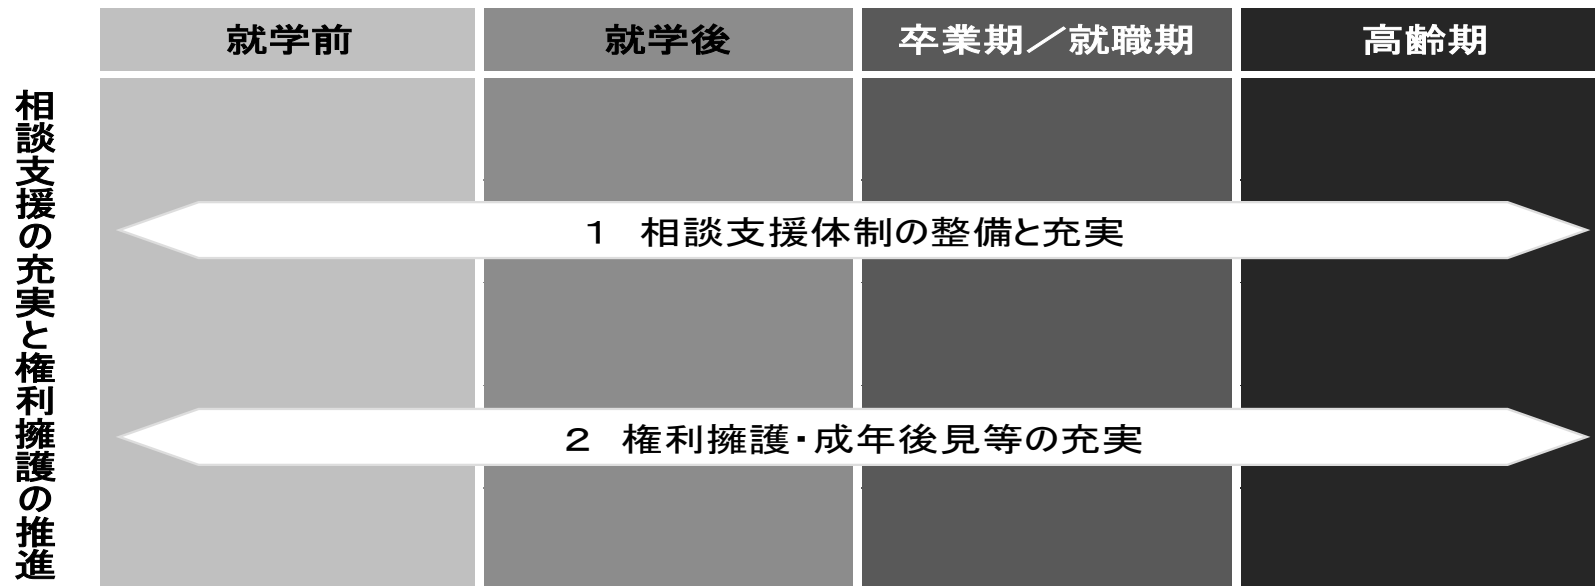 就学前
就学後
卒業期／就職期
高齢期
相談支援の充実と権利擁護の推進
１　相談支援体制の整備と充実
２　権利擁護・成年後見等の充実